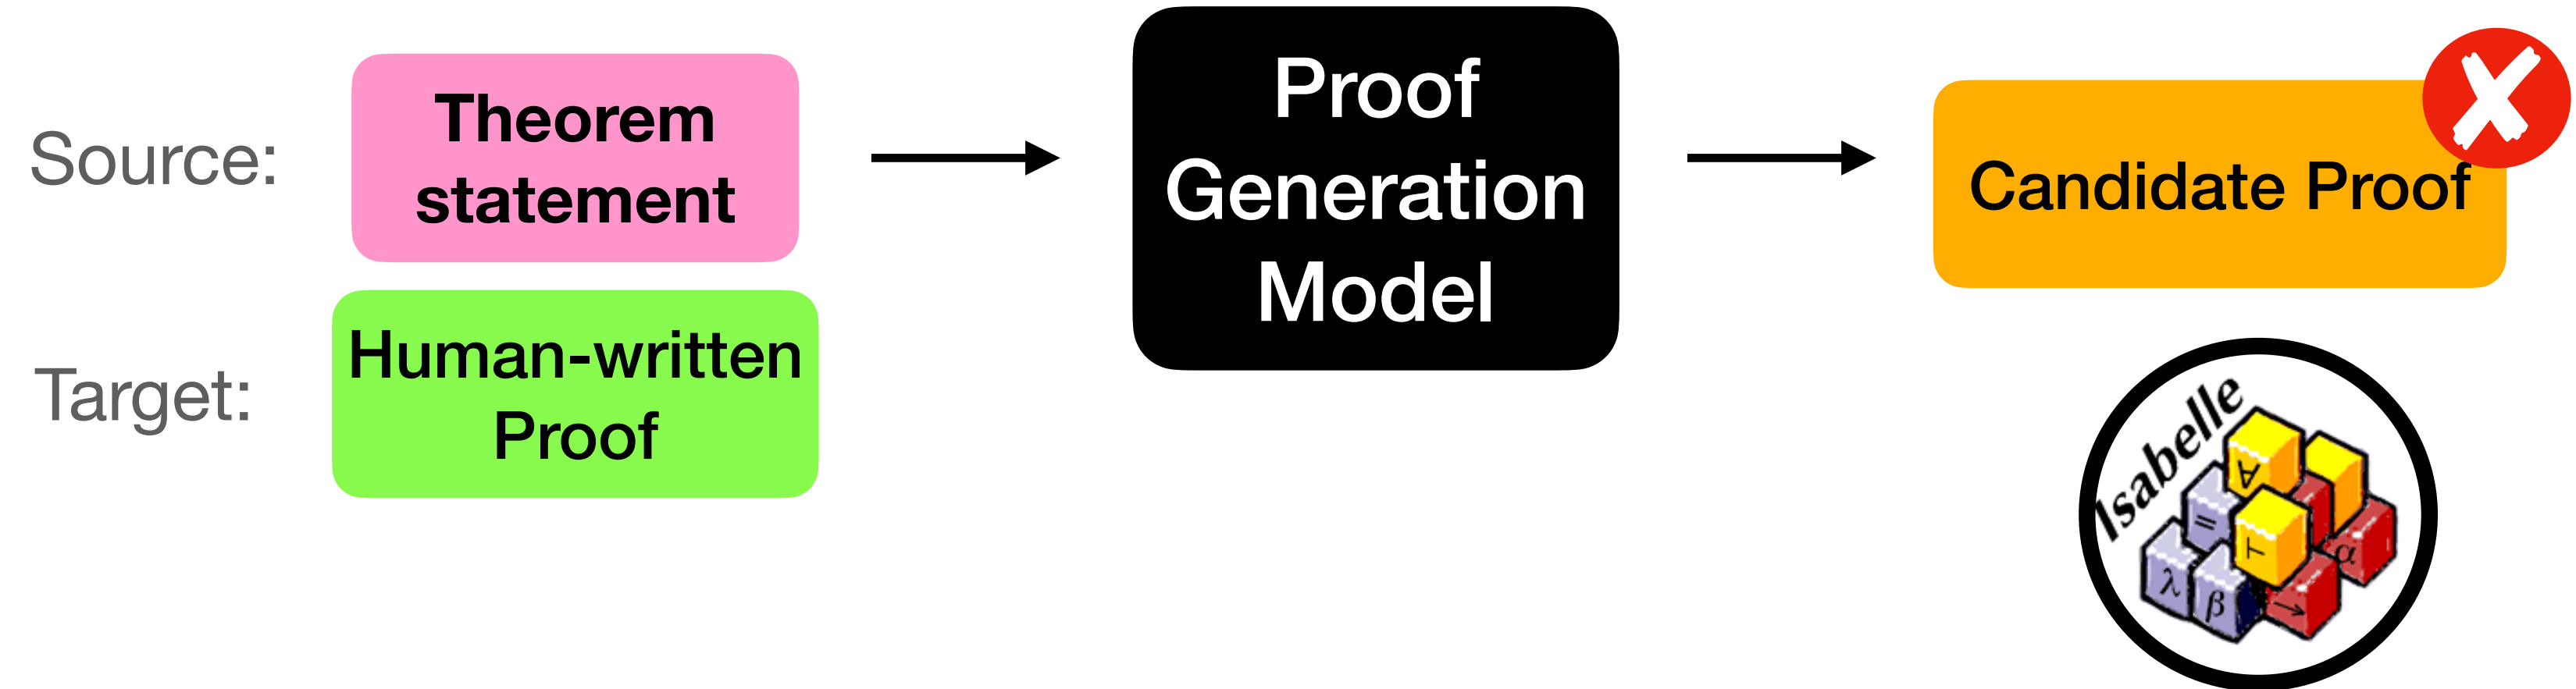 Source:
Theorem
statement
Target:
Human-written
Proof
Proof
Generation
Model
Candidate Proof
Isabelle
∀
=
⊢
α
λ
β
→